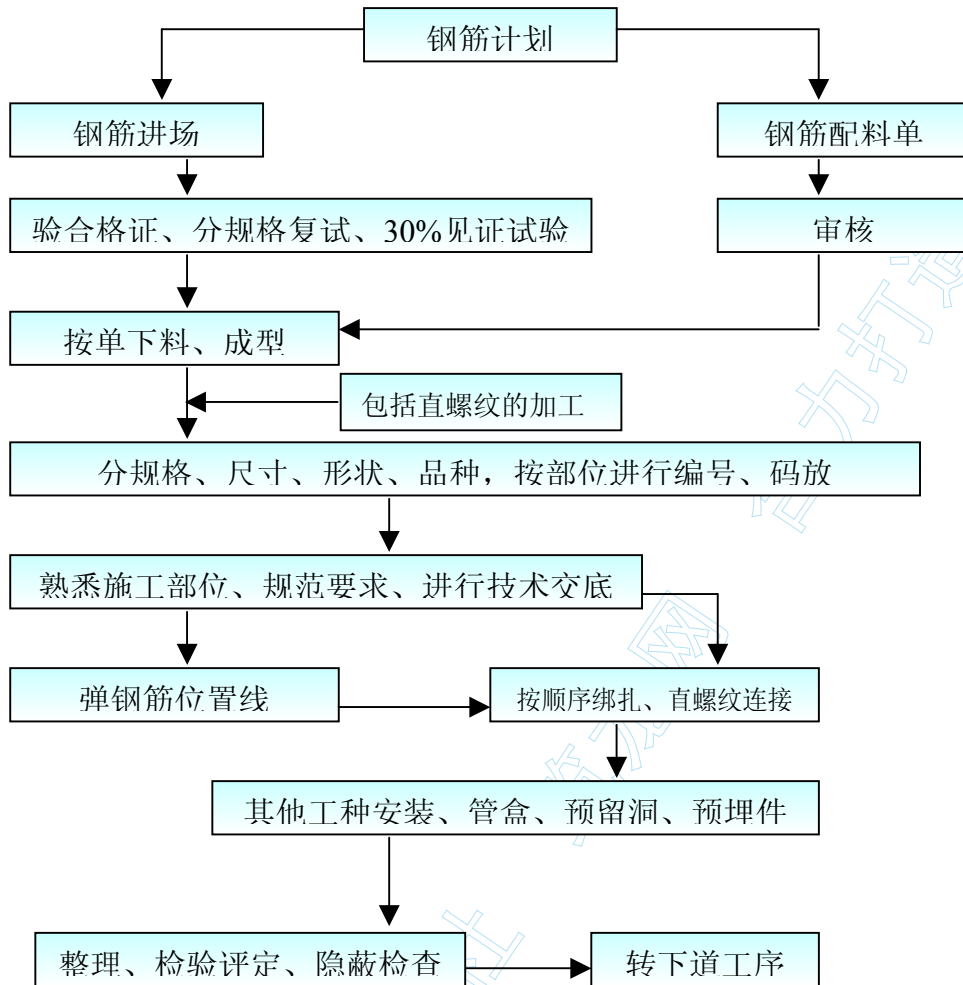 钢筋计划
钢筋进场
钢筋配料单
验合格证、分规格复试、30%见证试验
审核
按单下料、成型
包括直螺纹的加工
分规格、尺寸、形状、品种，按部位进行编号、码放
熟悉施工部位、规范要求、进行技术交底
弹钢筋位置线
按顺序绑扎、直螺纹连接
其他工种安装、管盒、预留洞、预埋件
整理、检验评定、隐蔽检查
转下道工序